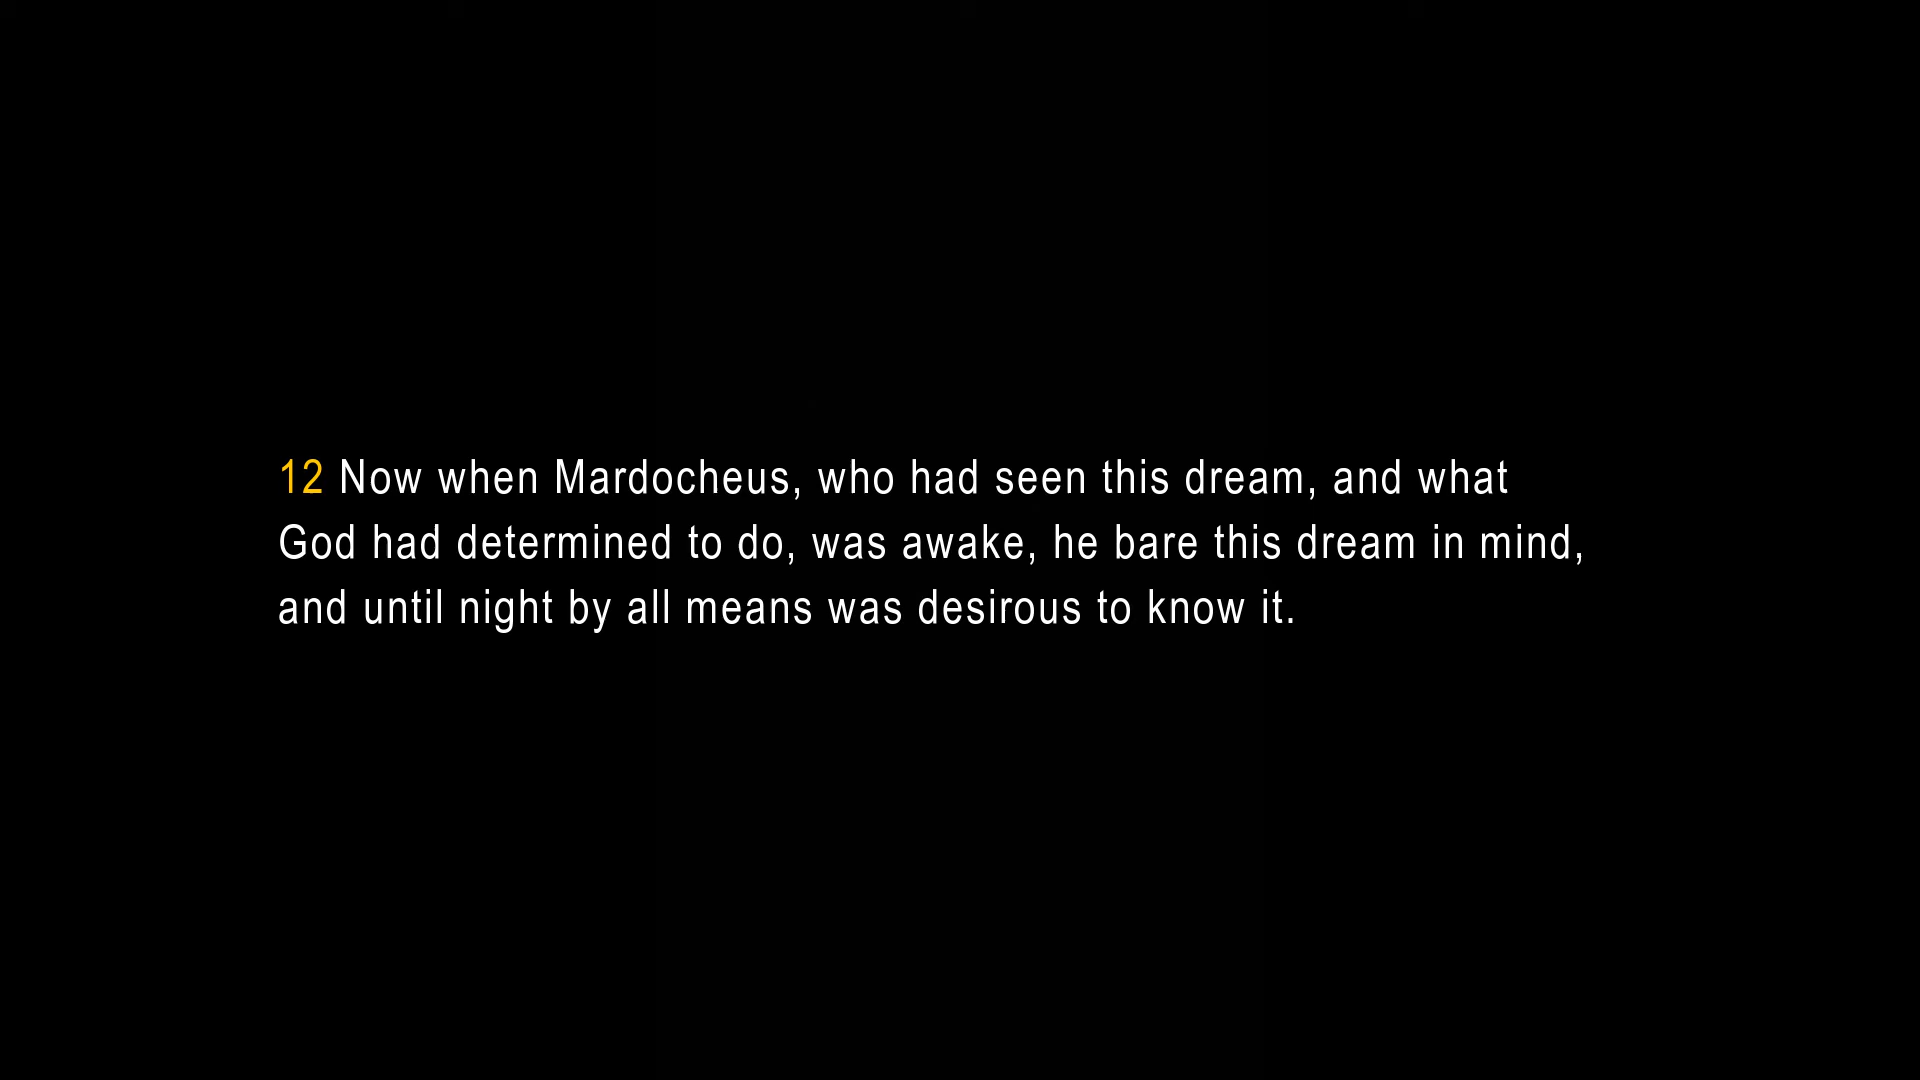 12 Now when Mardocheus, who had seen this dream, and what
God had determined to do, was awake, he bare this dream in mind,
and until night by all means was desirous to know it.